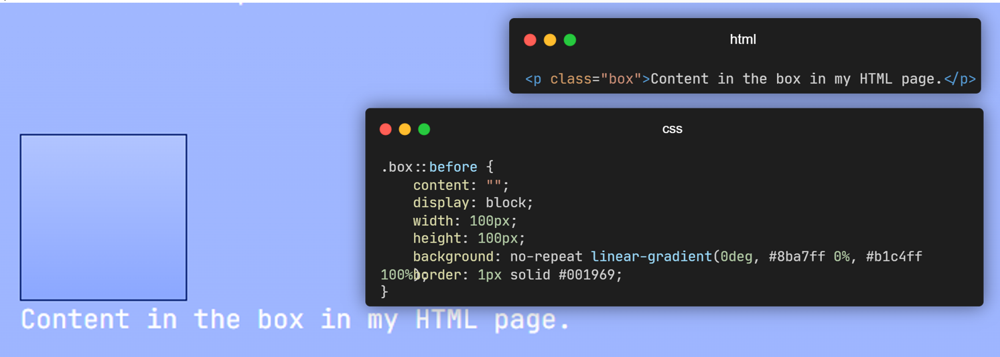 html
<p class="box">Content in the box in my HTML page.</p>
css
.box::before {
content: "";
display: block;
width: 100px;
height: 100px;
background: no-repeat linear-gradient(0deg, #8ba7ff 0%, #b1c4ff
100%);
border: 1px solid #001969;
}
Content in the box in my HTML page.